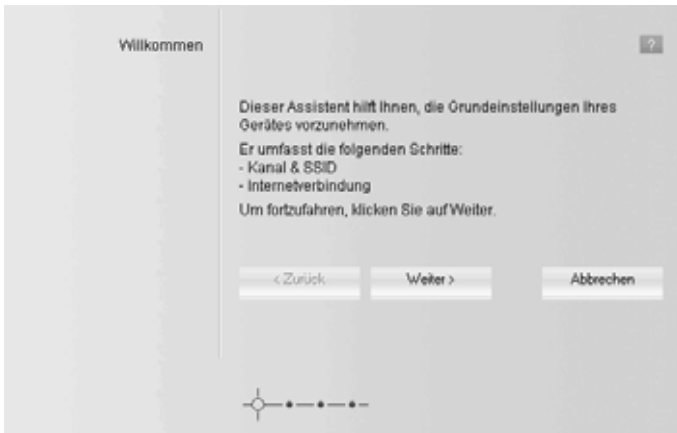 Willkommen
?
Dieser Assistent hilft Ihnen, die Grundeinstellungen Ihres
Gerätes vorzunehmen.
Er umfasst die folgenden Schritte:
- Kanal & SSID
- Internetverbindung
Um fortzufahren, klicken Sie auf Weiter.
< Zurück
Weiter >
Abbrechen